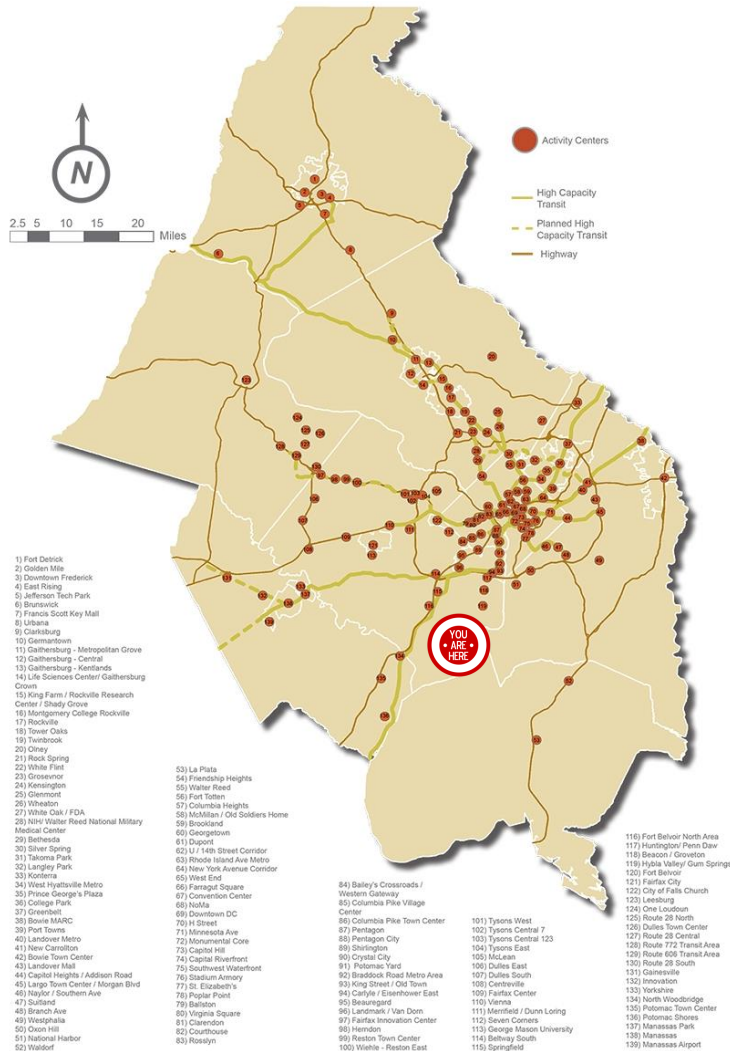 N
2.5 5 10 15 20
Miles
Activity Centers
High Capacity
Transit
Planned High
Capacity Transit
Highway
YOU
ARE
HERE
1) Fort Detrick
2) Golden Mile
3) Downtown Frederick
4) East Rising
5) Jefferson Tech Park
6) Brunswick
7) Francis Scott Key Mall
8) Urbana
9) Clarksburg
10) Germantown
11) Gaithersburg - Metropolitan Grove
12) Gaithersburg - Central
13) Gaithersburg - Kentlands
14) Life Sciences Center/ Gaithersburg
Crown
15) King Farm / Rockville Research
Center / Shady Grove
16) Montgomery College Rockville
17) Rockville
18) Tower Oaks
19) Twinbrook
20) Olney
21) Rock Spring
22) White Flint
23) Grosevnor
24) Kensington
25) Glenmont
26) Wheaton
27) White Oak / FDA
28) NIH/ Walter Reed National Military
Medical Center
29) Bethesda
30) Silver Spring
31) Takoma Park
32) Langley Park
33) Konterra
34) West Hyattsville Metro
35) Prince George's Plaza
36) College Park
37) Greenbelt
38) Bowie MARC
39) Port Towns
40) Landover Metro
41) New Carrollton
42) Bowie Town Center
43) Landover Mall
44) Capitol Heights / Addison Road
45) Largo Town Center / Morgan Blvd
46) Naylor / Southern Ave
47) Suitland
48) Branch Ave
49) Westphalia
50) Oxon Hill
51) National Harbor
52) Waldorf
53) La Plata
54) Friendship Heights
55) Walter Reed
56) Fort Totten
57) Columbia Heights
58) McMillan / Old Soldiers Home
59) Brookland
60) Georgetown
61) Dupont
62) U / 14th Street Corridor
63) Rhode Island Ave Metro
64) New York Avenue Corridor
65) West End
66) Farragut Square
67) Convention Center
68) NoMa
69) Downtown DC
70) H Street
71) Minnesota Ave
72) Monumental Core
73) Capitol Hill
74) Capital Riverfront
75) Southwest Waterfront
76) Stadium Armory
77) St. Elizabeth's
78) Poplar Point
79) Ballston
80) Virginia Square
81) Clarendon
82) Courthouse
83) Rosslyn
84) Bailey's Crossroads /
Western Gateway
85) Columbia Pike Village
Center
86) Columbia Pike Town Center
87) Pentagon
88) Pentagon City
89) Shirlington
90) Crystal City
91) Potomac Yard
92) Braddock Road Metro Area
93) King Street / Old Town
94) Carlyle / Eisenhower East
95) Beauregard
96) Landmark / Van Dorn
97) Fairfax Innovation Center
98) Herndon
99) Reston Town Center
100) Wiehle - Reston East
101) Tysons West
102) Tysons Central 7
103) Tysons Central 123
104) Tysons East
105) McLean
106) Dulles East
107) Dulles South
108) Centreville
109) Fairfax Center
110) Vienna
111) Merrifield / Dunn Loring
112) Seven Corners
113) George Mason University
114) Beltway South
115) Springfield
116) Fort Belvoir North Area
117) Huntington/ Penn Daw
118) Beacon / Groveton
119) Hybla Valley/ Gum Springs
120) Fort Belvoir
121) Fairfax City
122) City of Falls Church
123) Leesburg
124) One Loudoun
125) Route 28 North
126) Dulles Town Center
127) Route 28 Central
128) Route 772 Transit Area
129) Route 606 Transit Area
130) Route 28 South
131) Gainesville
132) Innovation
133) Yorkshire
134) North Woodbridge
135) Potomac Town Center
136) Potomac Shores
137) Manassas Park
138) Manassas
139) Manassas Airport